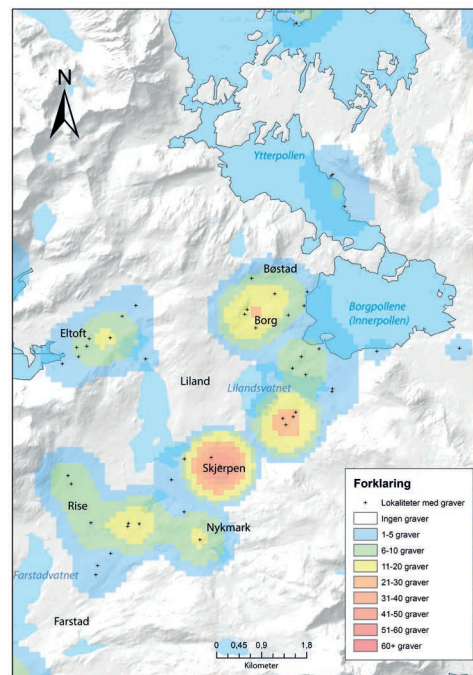 N
Ytterpollen
Bøstad
Borgpollene
(Innerpollen)
Borg
Eltoft
Liland
Lilandsvatnet
Skjerpen
Rise
Nykmark
Farstadvatnet
Farstad
Forklaring
Lokaliteter med graver
Ingen graver
1-5 graver
6-10 graver
11-20 graver
21-30 graver
31-40 graver
41-50 graver
51-60 graver
60+ graver
0 0,45 0,9 1,8
Kilometer